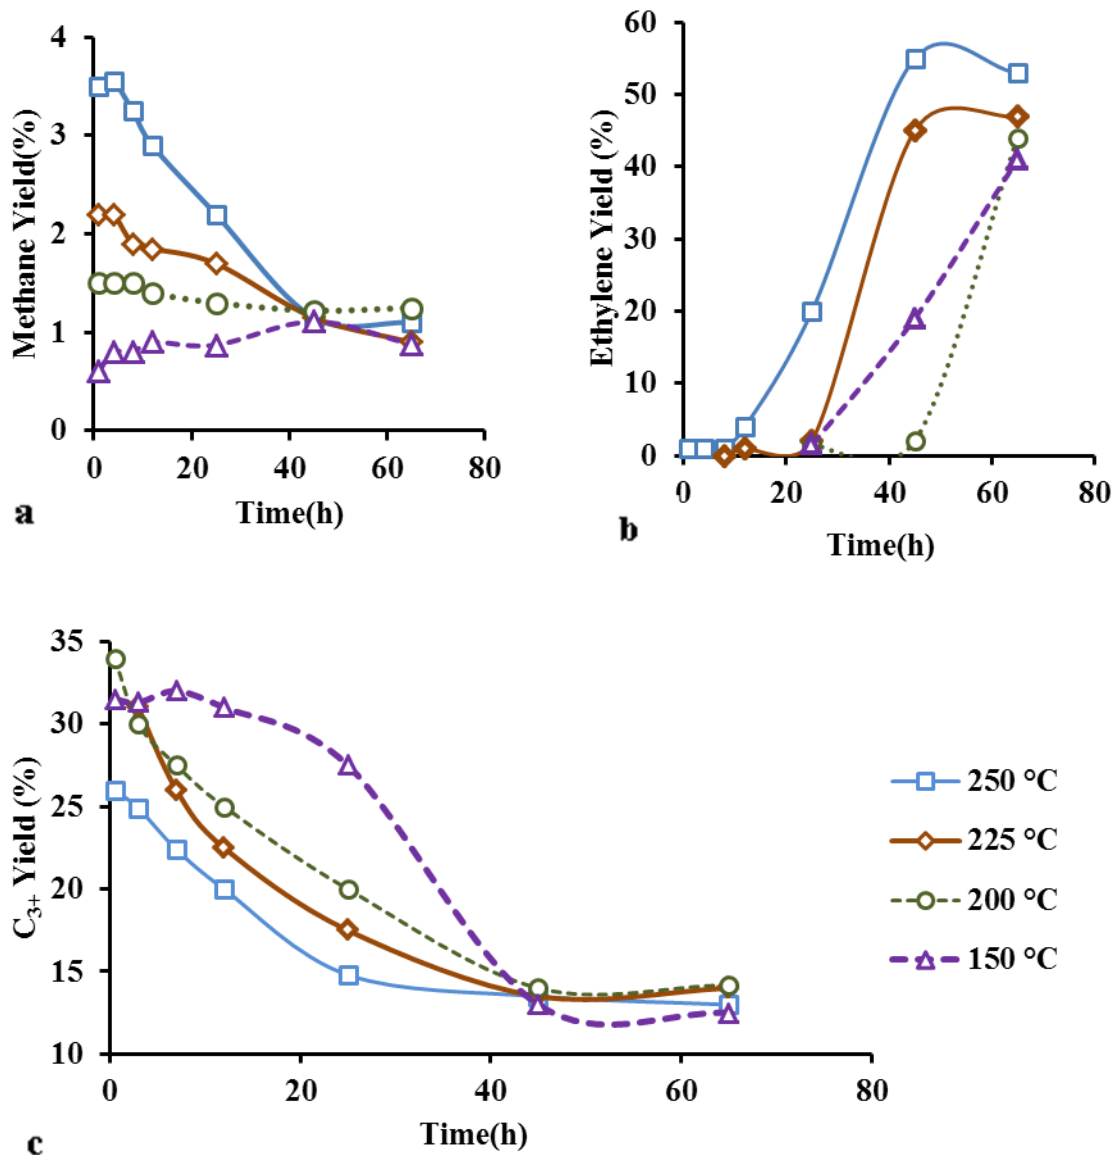 4
3
2
1
0
0 20 40 60 80
Methane Yield(%)
Time(h)
a
60
50
40
30
20
10
0
0 20 40 60 80
Ethylene Yield (%)
Time(h)
b
35
30
25
20
15
10
0 20 40 60 80
C3+ Yield (%)
Time(h)
c
250 °C
225 °C
200 °C
150 °C